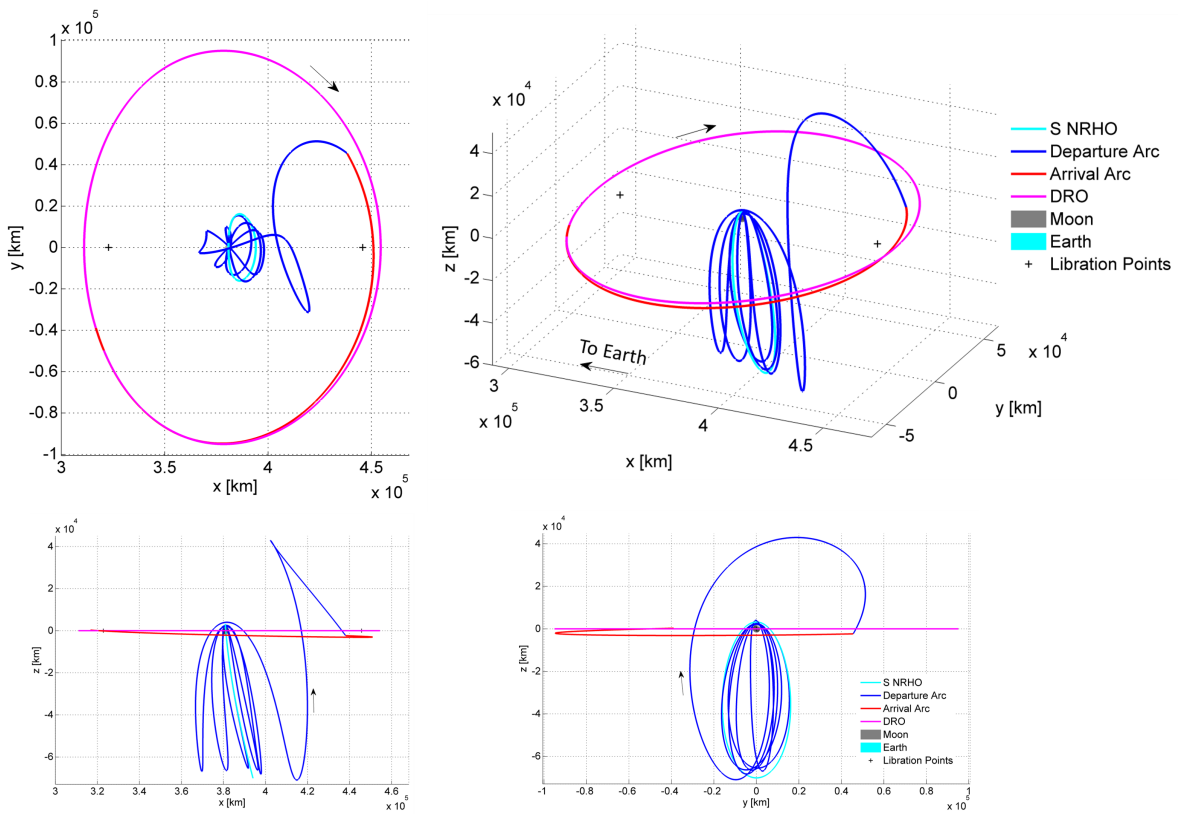 x 10^5
1
0.8
0.6
0.4
0.2
0
-0.2
-0.4
-0.6
-0.8
-1
y [km]
3
3.5
4
4.5
x [km]
x 10^5
x 10^4
4
2
0
-2
-4
-6
z [km]
To Earth
3
x 10^5
3.5
4
4.5
x [km]
5
x 10^4
0
-5
y [km]
S NRHO
Departure Arc
Arrival Arc
DRO
Moon
Earth
Libration Points
x 10^4
4
2
0
-2
-4
-6
z [km]
3.2
3.4
3.6
3.8
4
4.2
4.4
4.6
x [km]
x 10^5
x 10^4
4
2
0
-2
-4
-6
z [km]
-1
-0.8
-0.6
-0.4
-0.2
0
0.2
0.4
0.6
0.8
1
y [km]
x 10^5
S NRHO
Departure Arc
Arrival Arc
DRO
Moon
Earth
Libration Points